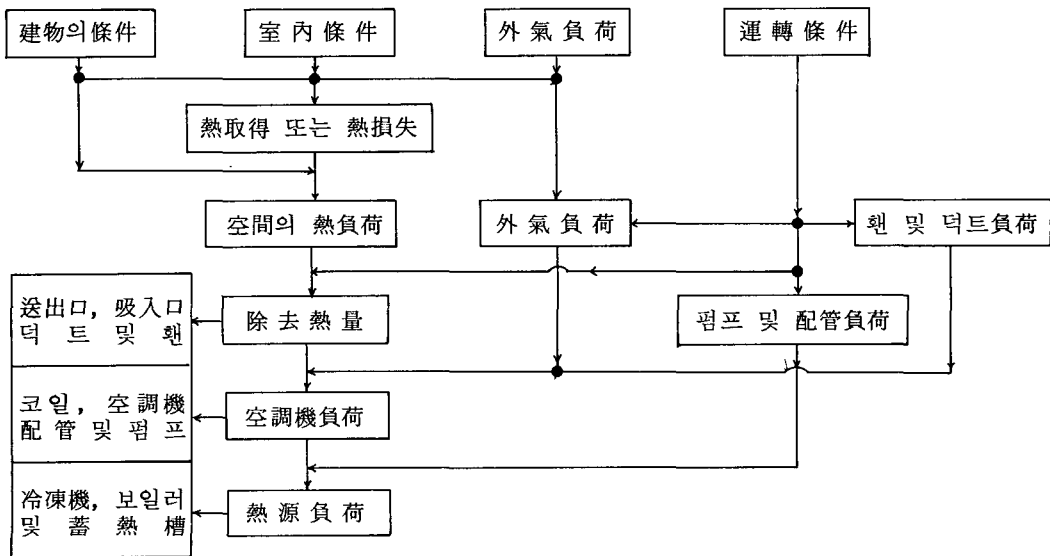 建物의條件
室內條件
外氣負荷
運轉條件
熱取得 또는 熱損失
空間의 熱負荷
外氣負荷
홴 및 덕트負荷
送出口, 吸入口
덕트 및 홴
除去熱量
펌프 및 配管負荷
코일, 空調機
配管 및 펌프
空調機負荷
冷凍機, 보일러
및 蓄熱槽
熱源負荷